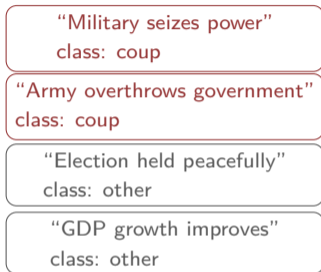 “Military seizes power”
class: coup
“Army overthrows government”
class: coup
“Election held peacefully”
class: other
“GDP growth improves”
class: other